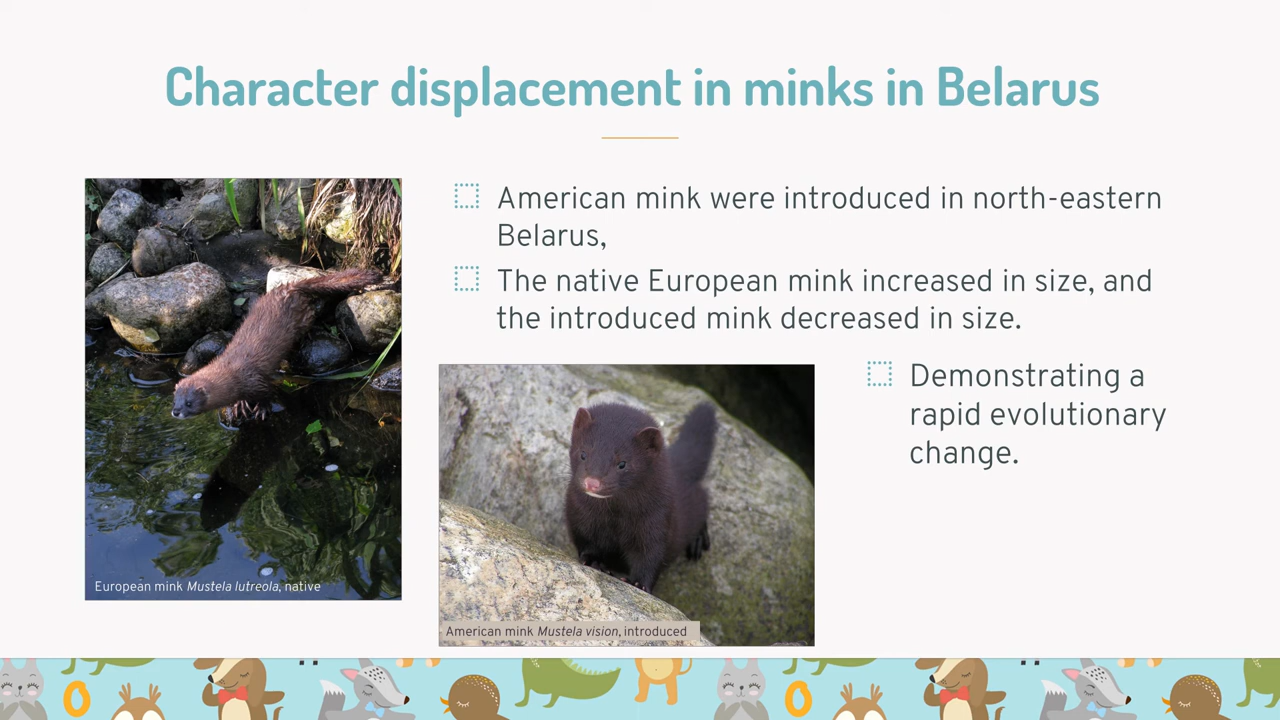 Character displacement in minks in Belarus
American mink were introduced in north-eastern
Belarus,
The native European mink increased in size, and
the introduced mink decreased in size.
Demonstrating a
rapid evolutionary
change.
European mink Mustela lutreola, native
American mink Mustela vision, introduced